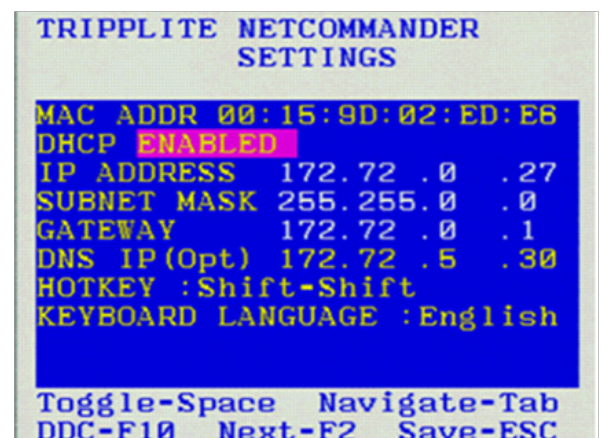 TRIPPLITE NETCOMMANDER
SETTINGS
MAC ADDR 00:15:9D:02:ED:E6
DHCP ENABLED
IP ADDRESS 172.72 .0 .27
SUBNET MASK 255.255.0 .0
GATEWAY 172.72 .0 .1
DNS IP(Opt) 172.72 .5 .30
HOTKEY :Shift-Shift
KEYBOARD LANGUAGE :English
Toggle-Space Navigate-Tab
DDC-F10 Next-F2 Save-ESC